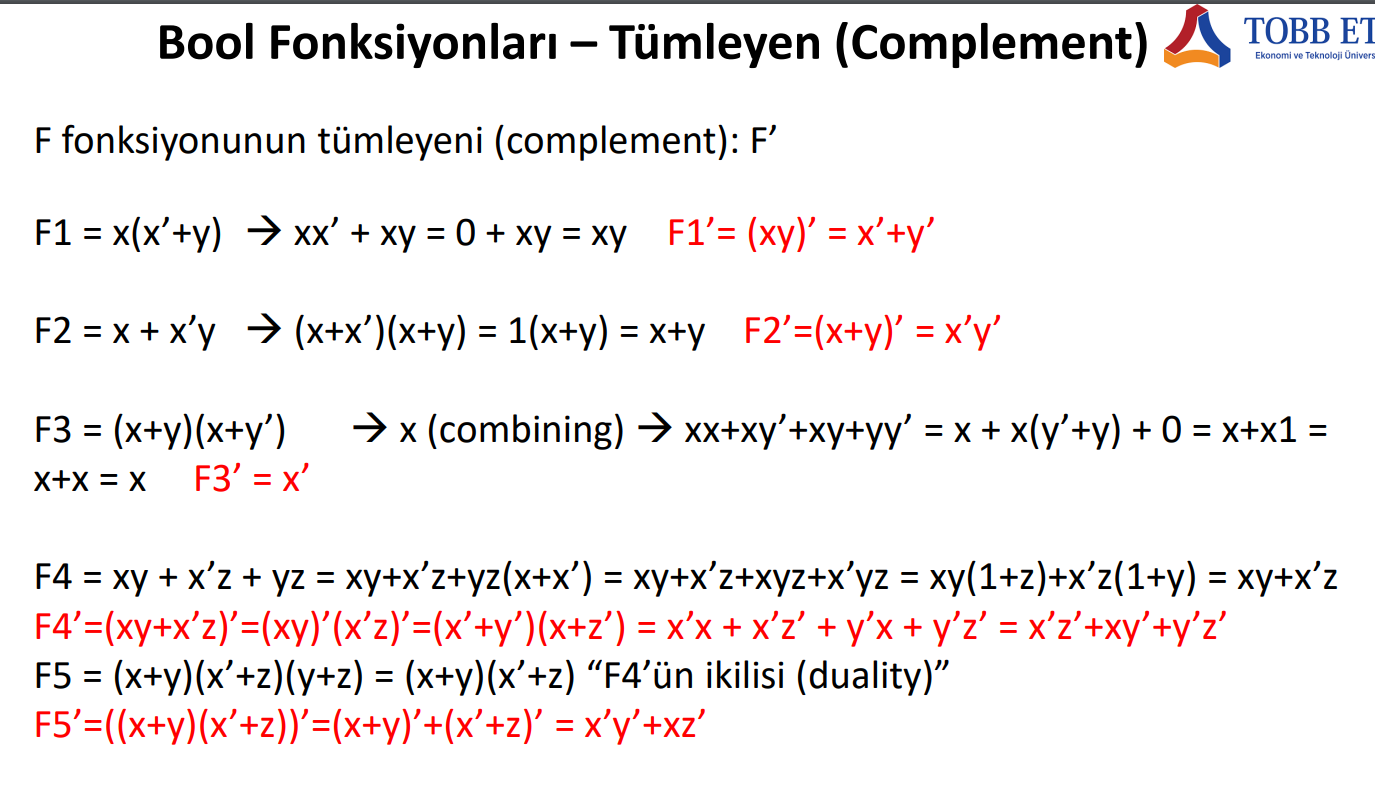 Bool Fonksiyonları – Tümleyen (Complement)
TOBB ET
Ekonomi ve TeknolojiÜnivers
F fonksiyonunun tümleyeni (complement): F’
F1 = x(x’+y) → xx’ + xy = 0 + xy = xy F1’= (xy)’ = x’+y’
F2 = x + x’y → (x+x’)(x+y) = 1(x+y) = x+y F2’=(x+y)’ = x’y’
F3 = (x+y)(x+y’) → x (combining) → xx+xy’+xy+yy’ = x + x(y’+y) + 0 = x+x1 =
x+x = x F3’ = x’
F4 = xy + x’z + yz = xy+x’z+yz(x+x’) = xy+x’z+xyz+x’yz = xy(1+z)+x’z(1+y) = xy+x’z
F4’=(xy+x’z)’=(xy)’(x’z)’=(x’+y’)(x+z’) = x’x + x’z’ + y’x + y’z’ = x’z’+xy’+y’z’
F5 = (x+y)(x’+z)(y+z) = (x+y)(x’+z) “F4’ün ikilisi (duality)”
F5’=((x+y)(x’+z))’=(x+y)’+(x’+z)’ = x’y’+xz’